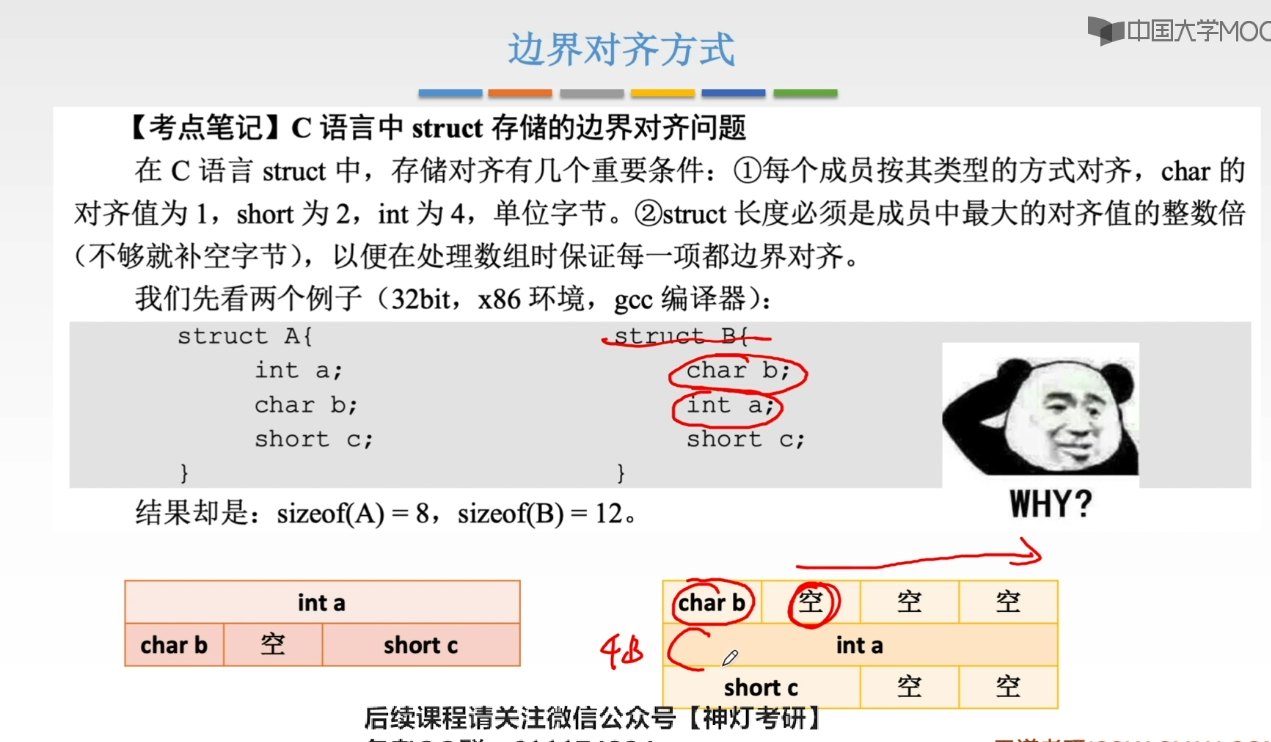 中国大学MOO
边界对齐方式
【考点笔记】C 语言中 struct 存储的边界对齐问题
在 C 语言 struct 中，存储对齐有几个重要条件：①每个成员按其类型的方式对齐，char 的
对齐值为 1，short 为 2，int 为 4，单位字节。②struct 长度必须是成员中最大的对齐值的整数倍
（不够就补空字节），以便在处理数组时保证每一项都边界对齐。
我们先看两个例子（32bit，x86 环境，gcc 编译器）：
struct A{ struct B{
int a; char b;
char b; int a;
short c; short c;
} }
结果却是：sizeof(A) = 8，sizeof(B) = 12。
WHY?
int a
char b 空 short c
char b 空 空 空
4B int a
short c 空 空
后续课程请关注微信公众号【神灯考研】